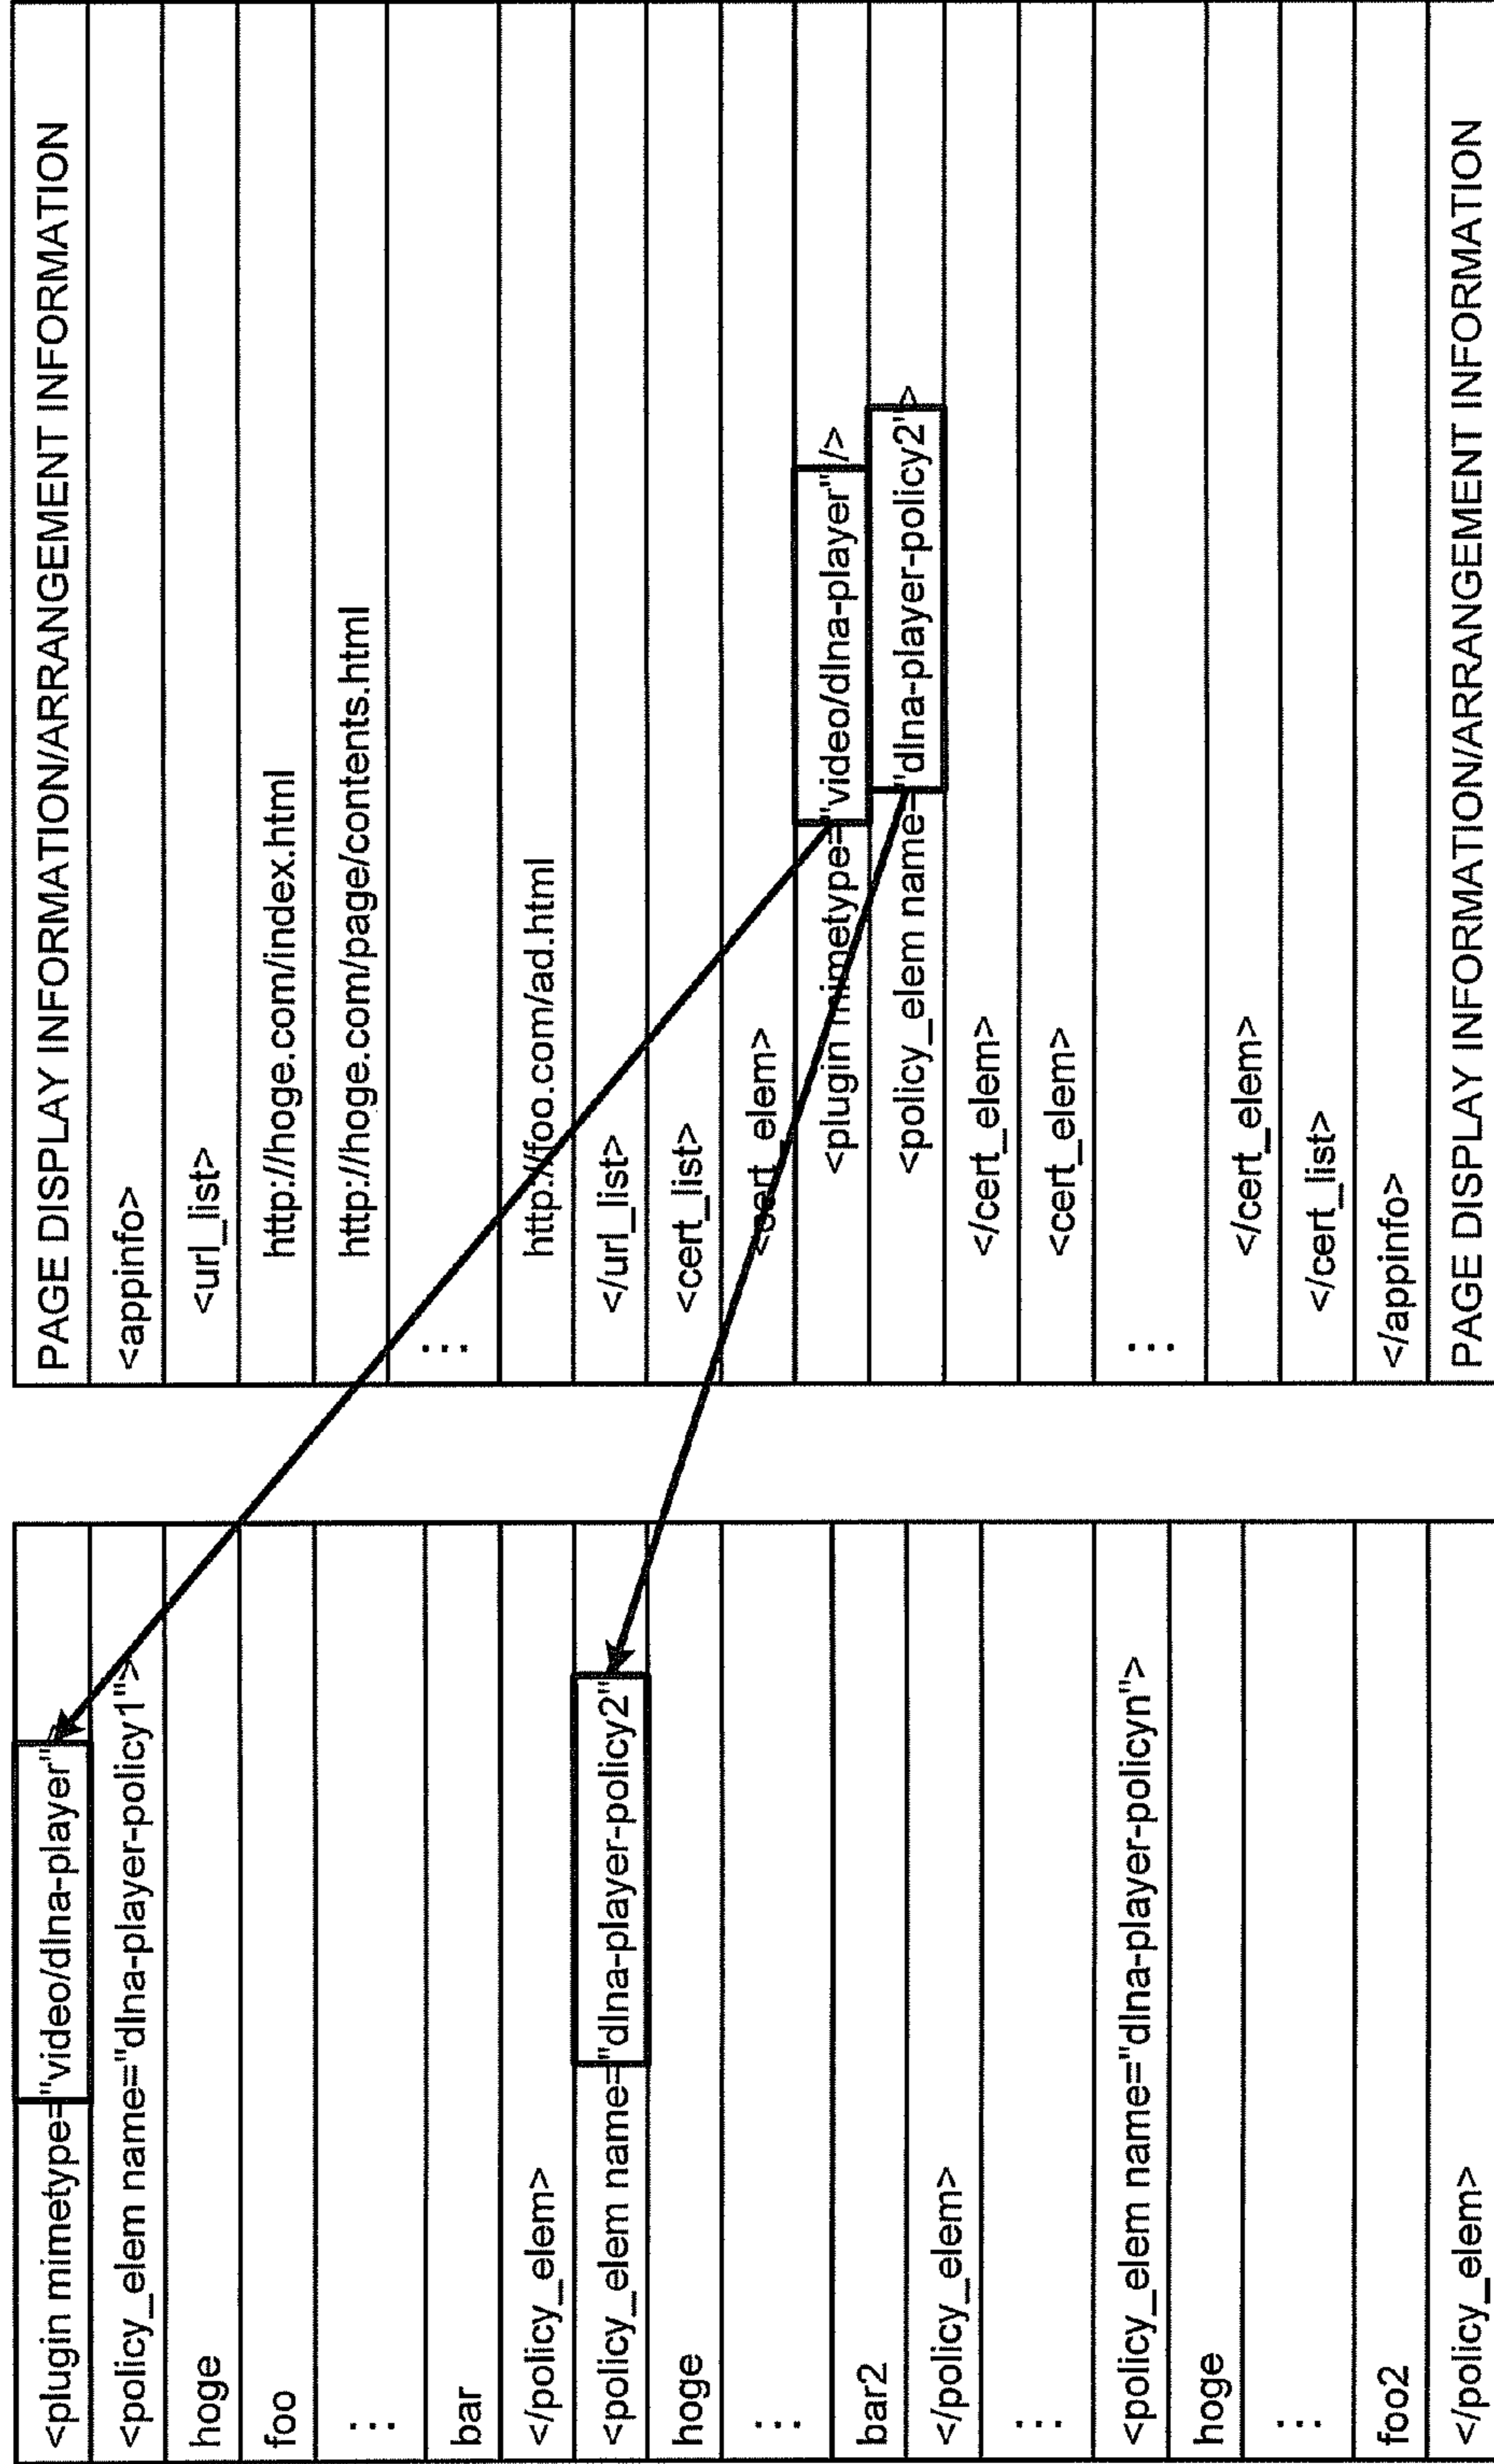 <plugin mimetype="video/dlna-player"/>
<policy_elem name="dlna-player-policy1">
hoge
foo
...
bar
</policy_elem>
<policy_elem name="dlna-player-policy2"
hoge
...
bar2
</policy_elem>
...
<policy_elem name="dlna-player-policyn">
hoge
...
foo2
</policy_elem>
PAGE DISPLAY INFORMATION/ARRANGEMENT INFORMATION
<appinfo>
<url_list>
http://hoge.com/index.html
http://hoge.com/page/contents.html
...
http://foo.com/ad.html
</url_list>
<cert_list>
<cert_elem>
<plugin mimetype="video/dlna-player"/>
<policy_elem name="dlna-player-policy2">
</cert_elem>
<cert_elem>
...
</cert_elem>
</cert_list>
</appinfo>
PAGE DISPLAY INFORMATION/ARRANGEMENT INFORMATION